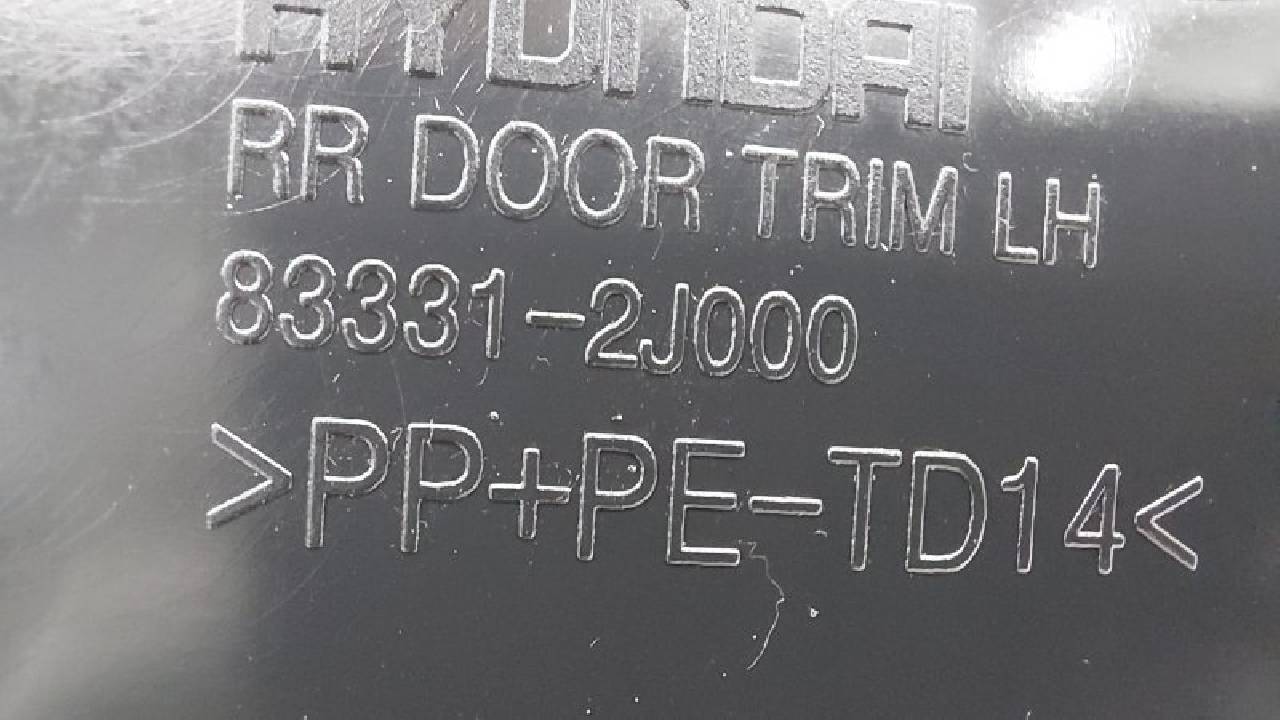 HYUNDAI
RR DOOR TRIM LH
83331-2J000
>PP+PE-TD14<